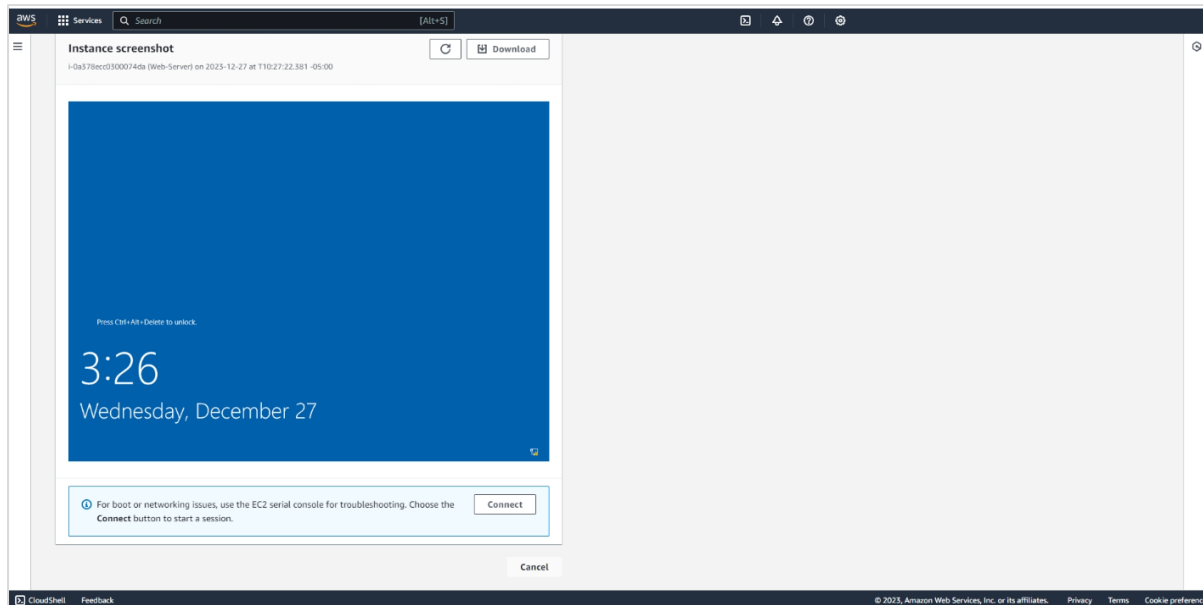 aws
Services
Search
[Alt+S]
Instance screenshot
Download
i-0a378ecc0300074da (Web-Server) on 2023-12-27 at T10:27:22.381 -05:00
Press Ctrl+Alt+Delete to unlock.
3:26
Wednesday, December 27
For boot or networking issues, use the EC2 serial console for troubleshooting. Choose the
Connect button to start a session.
Connect
Cancel
CloudShell
Feedback
© 2023, Amazon Web Services, Inc. or its affiliates.
Privacy
Terms
Cookie preferenc